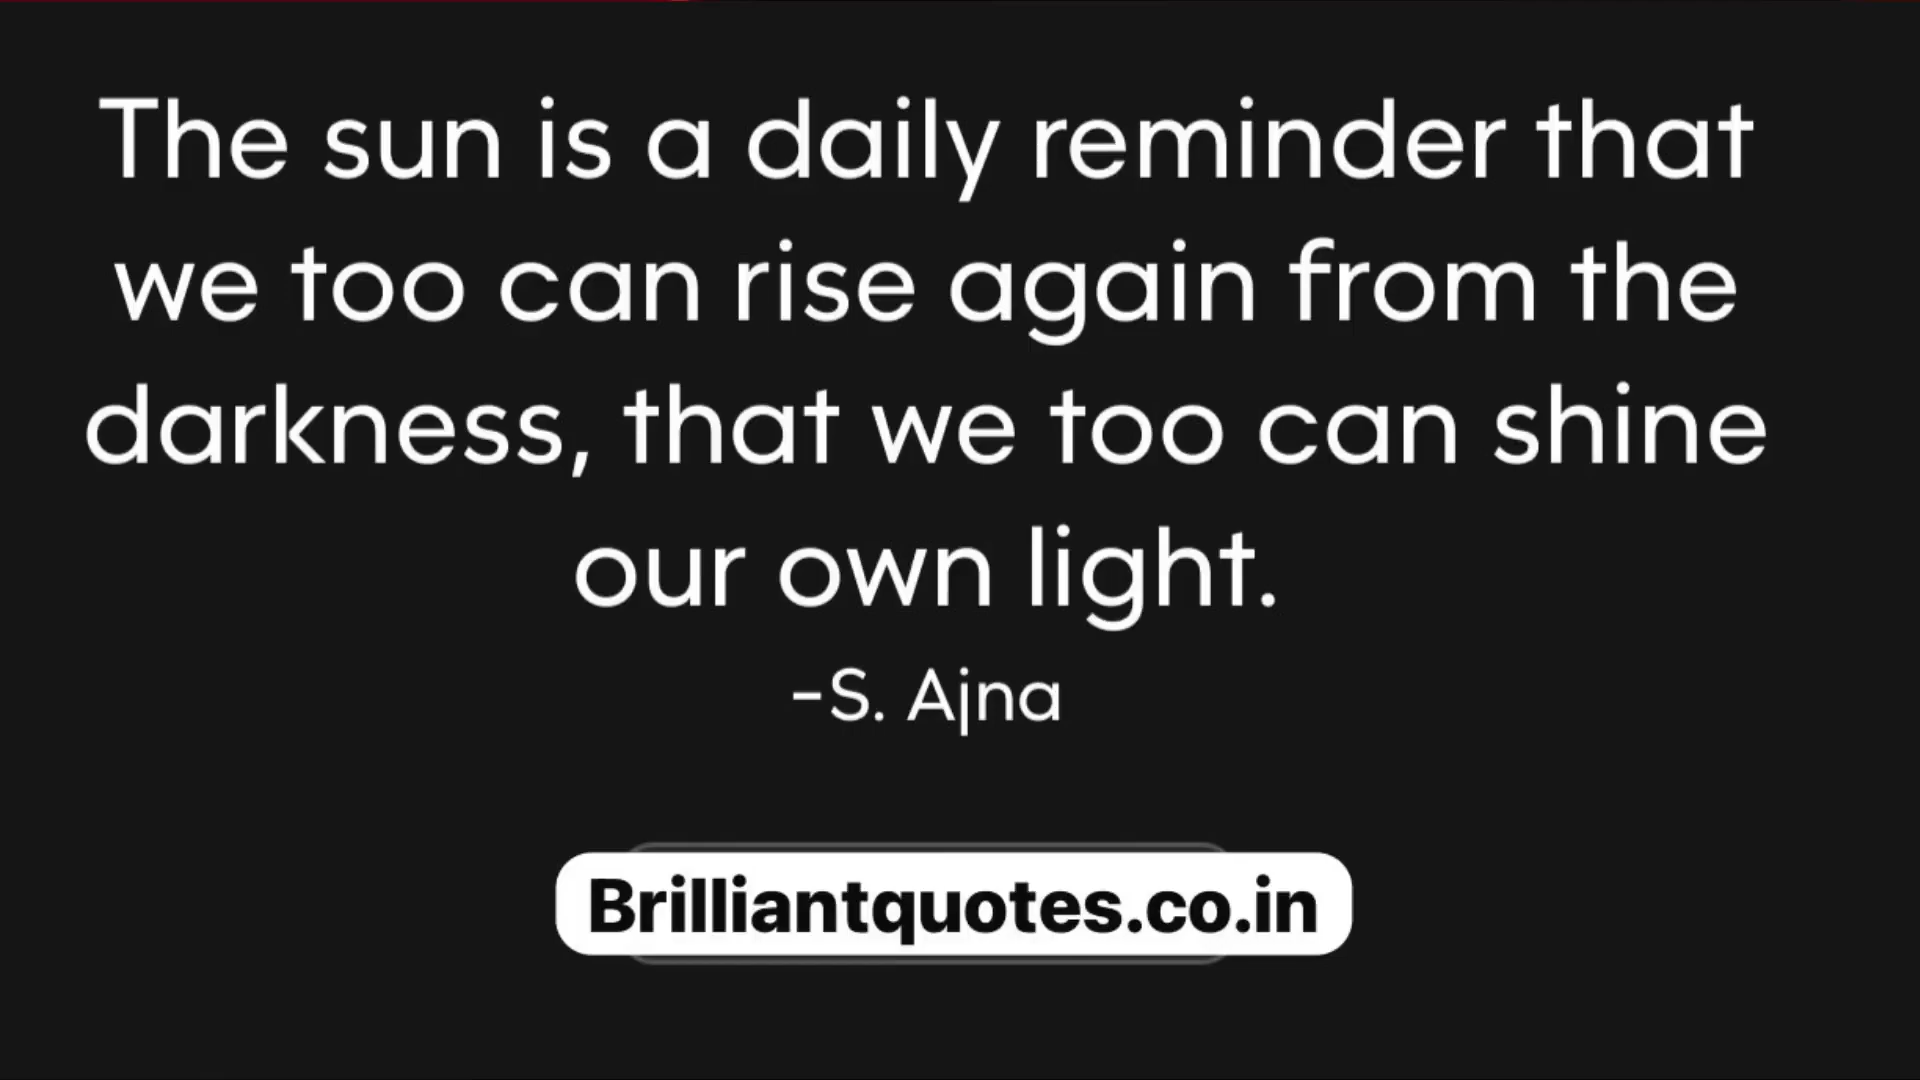 The sun is a daily reminder that
we too can rise again from the
darkness, that we too can shine
our own light.
-S. Ajna
Brilliantquotes.co.in